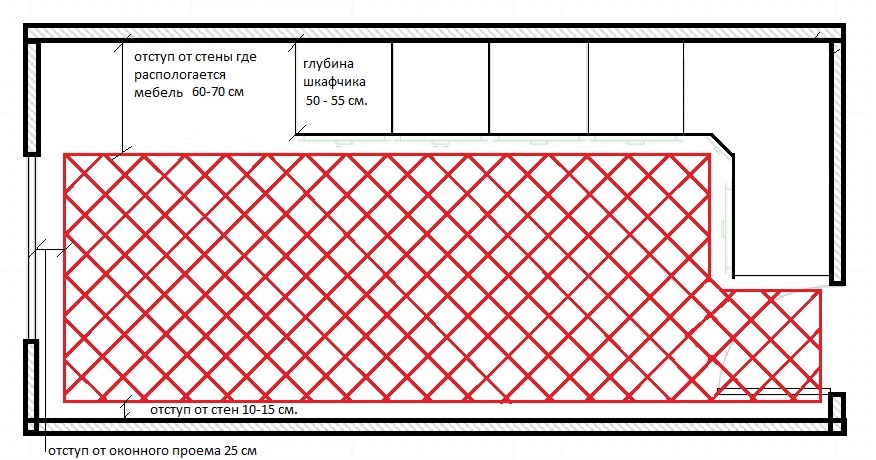 отступ от стены где
распологается
мебель 60-70 см
глубина
шкафчика
50 - 55 см.
отступ от стен 10-15 см.
отступ от оконного проема 25 см